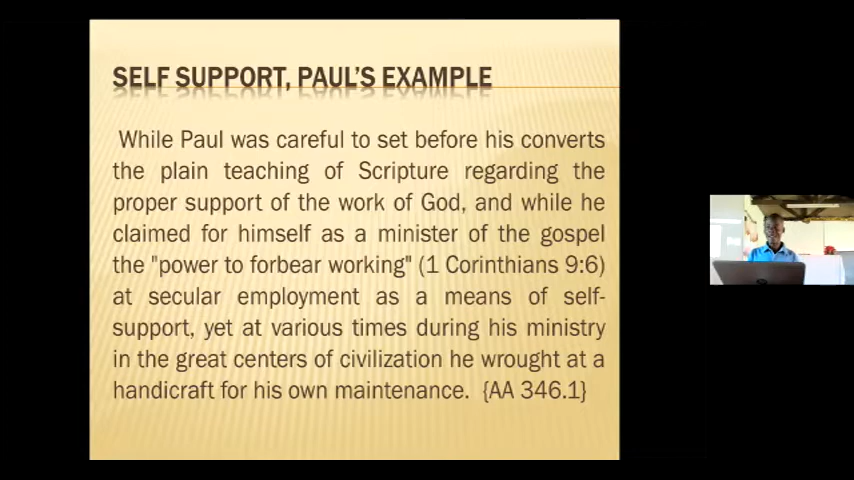 SELF SUPPORT, PAUL'S EXAMPLE
While Paul was careful to set before his converts
the plain teaching of Scripture regarding the
proper support of the work of God, and while he
claimed for himself as a minister of the gospel
the "power to forbear working" (1 Corinthians 9:6)
at secular employment as a means of self-
support, yet at various times during his ministry
in the great centers of civilization he wrought at a
handicraft for his own maintenance. {AA 346.1}